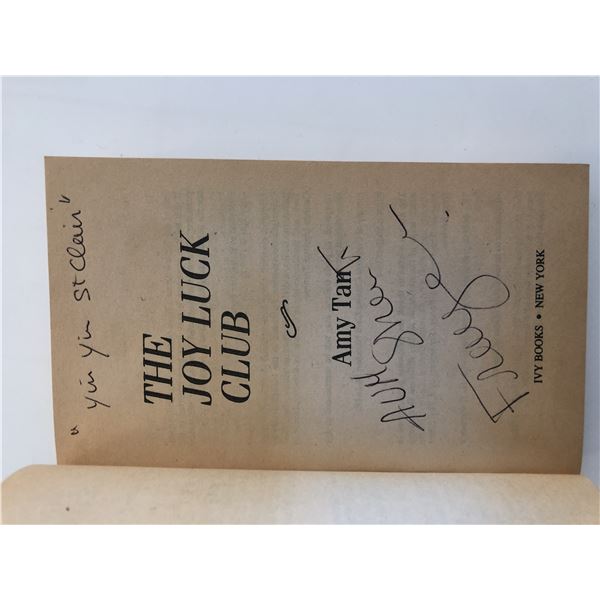 "Yin Yin St Clair"
THE
JOY LUCK
CLUB
Amy Tan
IVY BOOKS • NEW YORK